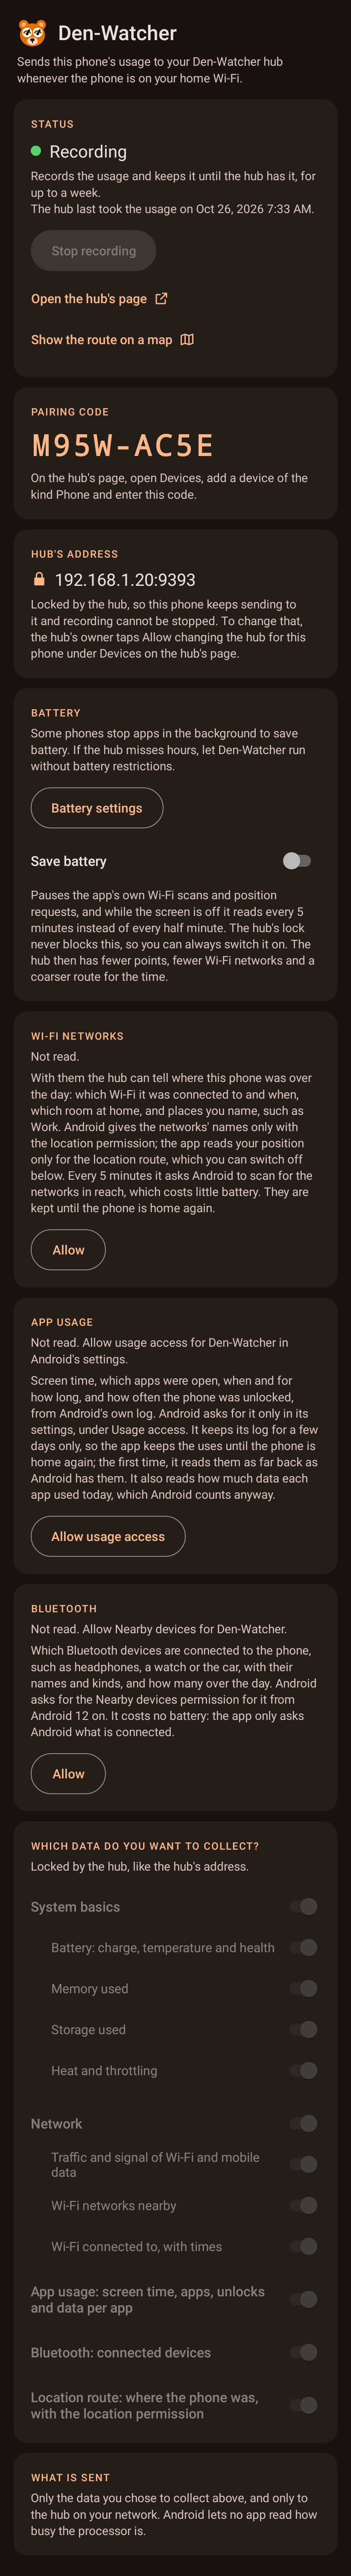 Den-Watcher
Sends this phone's usage to your Den-Watcher hub
whenever the phone is on your home Wi-Fi.
STATUS
Recording
Records the usage and keeps it until the hub has it, for
up to a week.
The hub last took the usage on Oct 26, 2026 7:33 AM.
Stop recording
Open the hub's page
Show the route on a map
PAIRING CODE
M95W-AC5E
On the hub's page, open Devices, add a device of the
kind Phone and enter this code.
HUB'S ADDRESS
192.168.1.20:9393
Locked by the hub, so this phone keeps sending to
it and recording cannot be stopped. To change that,
the hub's owner taps Allow changing the hub for this
phone under Devices on the hub's page.
BATTERY
Some phones stop apps in the background to save
battery. If the hub misses hours, let Den-Watcher run
without battery restrictions.
Battery settings
Save battery
Pauses the app's own Wi-Fi scans and position
requests, and while the screen is off it reads every 5
minutes instead of every half minute. The hub's lock
never blocks this, so you can always switch it on. The
hub then has fewer points, fewer Wi-Fi networks and a
coarser route for the time.
WI-FI NETWORKS
Not read.
With them the hub can tell where this phone was over
the day: which Wi-Fi it was connected to and when,
which room at home, and places you name, such as
Work. Android gives the networks' names only with
the location permission; the app reads your position
only for the location route, which you can switch off
below. Every 5 minutes it asks Android to scan for the
networks in reach, which costs little battery. They are
kept until the phone is home again.
Allow
APP USAGE
Not read. Allow usage access for Den-Watcher in
Android's settings.
Screen time, which apps were open, when and for
how long, and how often the phone was unlocked,
from Android's own log. Android asks for it only in its
settings, under Usage access. It keeps its log for a few
days only, so the app keeps the uses until the phone is
home again; the first time, it reads them as far back as
Android has them. It also reads how much data each
app used today, which Android counts anyway.
Allow usage access
BLUETOOTH
Not read. Allow Nearby devices for Den-Watcher.
Which Bluetooth devices are connected to the phone,
such as headphones, a watch or the car, with their
names and kinds, and how many over the day. Android
asks for the Nearby devices permission for it from
Android 12 on. It costs no battery: the app only asks
Android what is connected.
Allow
WHICH DATA DO YOU WANT TO COLLECT?
Locked by the hub, like the hub's address.
System basics
Battery: charge, temperature and health
Memory used
Storage used
Heat and throttling
Network
Traffic and signal of Wi-Fi and mobile
data
Wi-Fi networks nearby
Wi-Fi connected to, with times
App usage: screen time, apps, unlocks
and data per app
Bluetooth: connected devices
Location route: where the phone was,
with the location permission
WHAT IS SENT
Only the data you chose to collect above, and only to
the hub on your network. Android lets no app read how
busy the processor is.